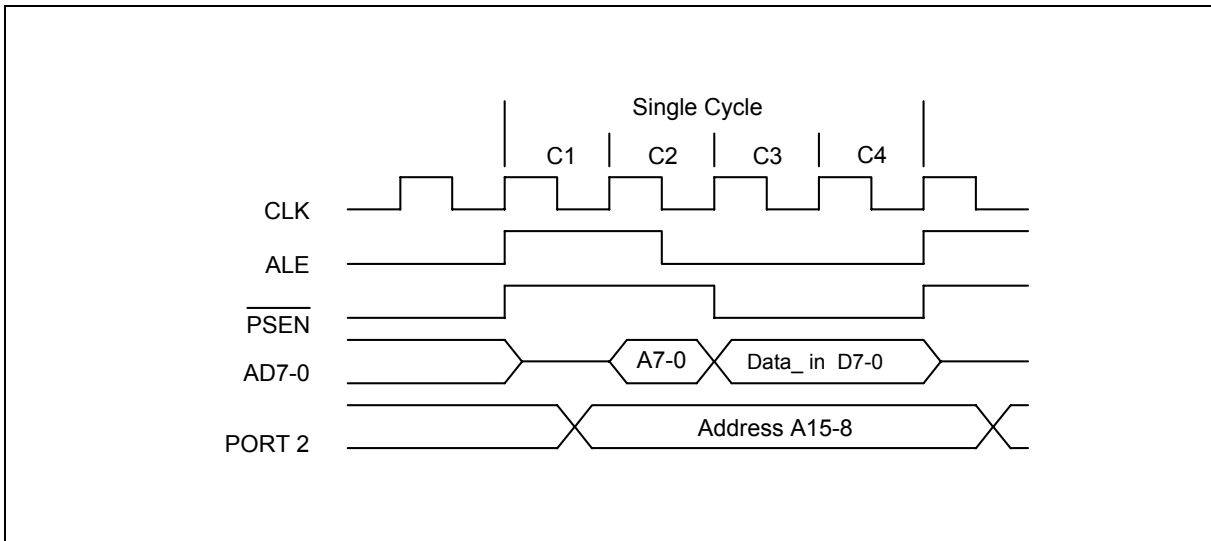 Single Cycle
C1 C2 C3 C4
CLK
ALE
PSEN
A7-0 Data_ in D7-0
AD7-0
Address A15-8
PORT 2